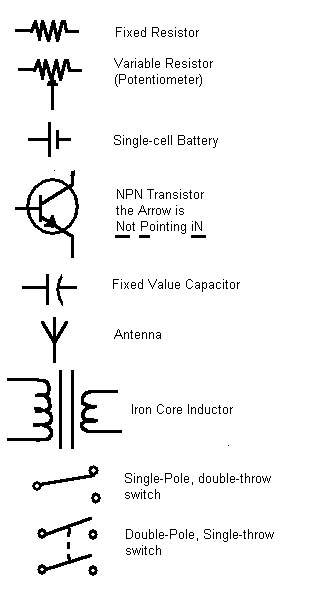 Fixed Resistor
Variable Resistor
(Potentiometer)
Single-cell Battery
NPN Transistor
the Arrow is
Not Pointing iN
Fixed Value Capacitor
Antenna
Iron Core Inductor
Single-Pole, double-throw
switch
Double-Pole, Single-throw
switch